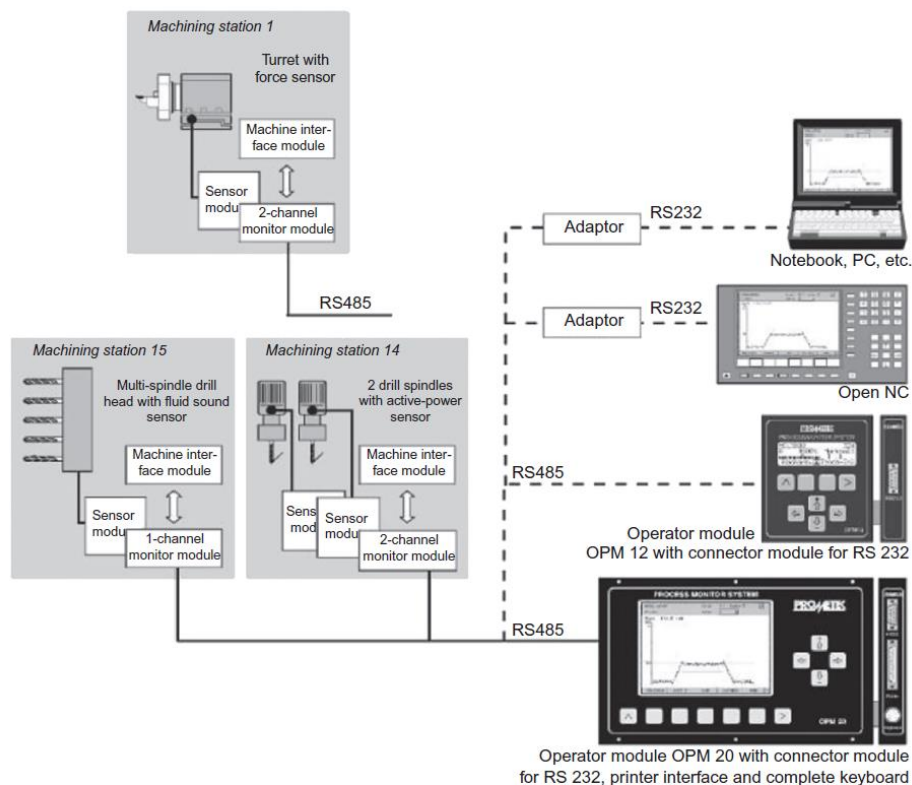 Machining station 1
Turret with
force sensor
Machine inter-
face module
Sensor
modu
2-channel
monitor module
RS485
Adaptor
RS232
Notebook, PC, etc.
Adaptor
RS232
Open NC
Machining station 15
Multi-spindle drill
head with fluid sound
sensor
Machine inter-
face module
Sensor
modu
1-channel
monitor module
Machining station 14
2 drill spindles
with active-power
sensor
Machine inter-
face module
Sens
mod
Sensor
modu
2-channel
monitor module
RS485
PROMETEC
Operator module
OPM 12 with connector module for RS 232
RS485
PROCESS MONITOR SYSTEM
PROMETEC
OPM 20
Operator module OPM 20 with connector module
for RS 232, printer interface and complete keyboard